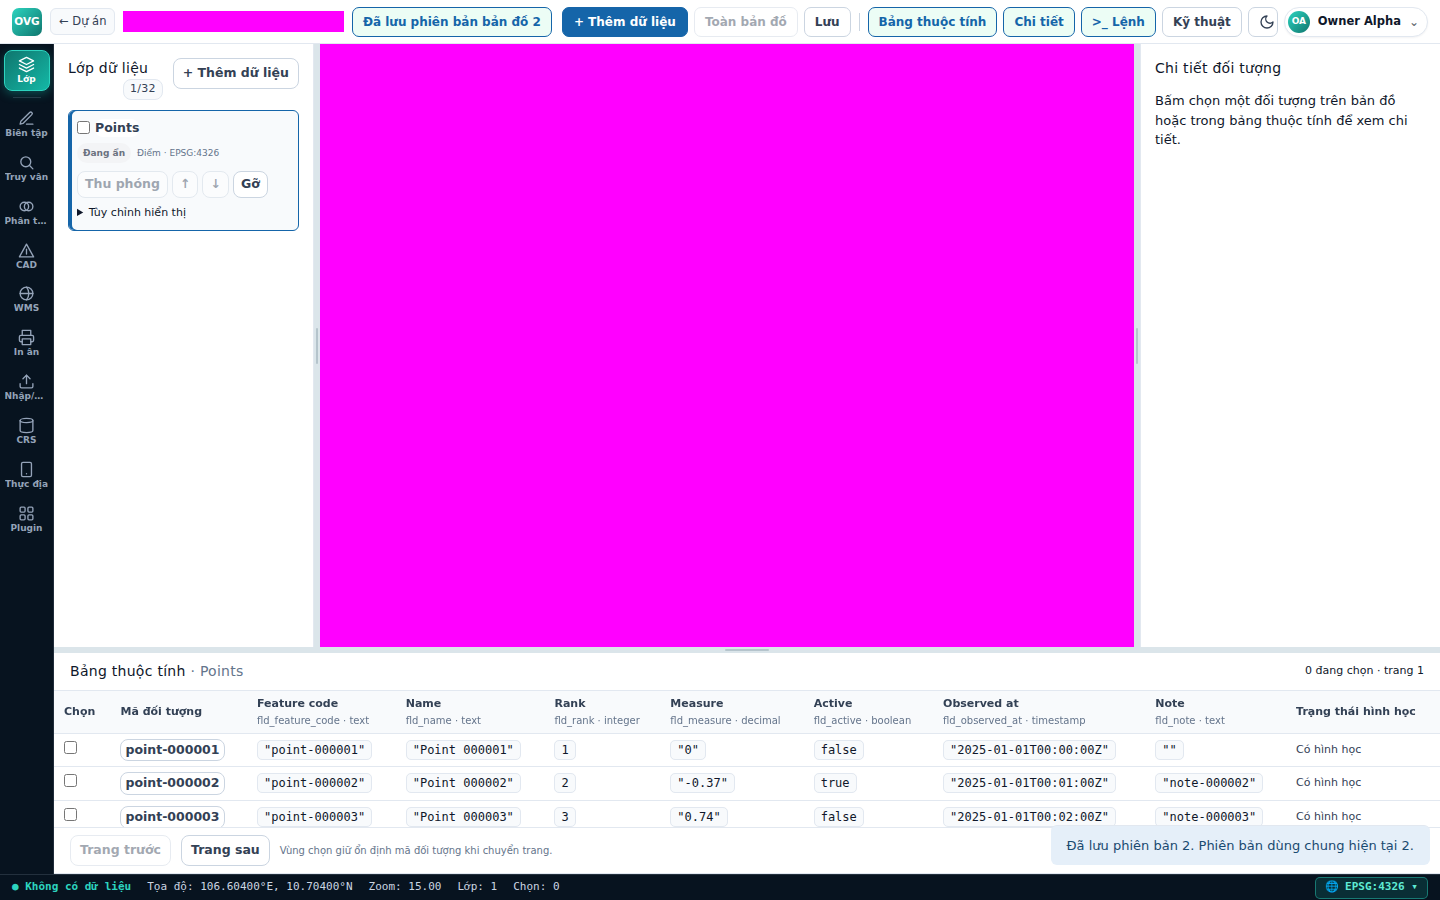 OVG
← Dự án
Đã lưu phiên bản bản đồ 2
+ Thêm dữ liệu
Toàn bản đồ
Lưu
Bảng thuộc tính
Chi tiết
>_ Lệnh
Kỹ thuật
OA
Owner Alpha
Lớp
Biên tập
Truy vấn
Phân t...
CAD
WMS
In ấn
Nhập/...
CRS
Thực địa
Plugin
Lớp dữ liệu
1/32
+ Thêm dữ liệu
Points
Đang ẩn
Điểm · EPSG:4326
Thu phóng
↑
↓
Gỡ
▶ Tùy chỉnh hiển thị
Chi tiết đối tượng
Bấm chọn một đối tượng trên bản đồ
hoặc trong bảng thuộc tính để xem chi
tiết.
Bảng thuộc tính · Points
0 đang chọn · trang 1
Chọn Mã đối tượng Feature code Name Rank Measure Active Observed at Note Trạng thái hình học
fld_feature_code · text fld_name · text fld_rank · integer fld_measure · decimal fld_active · boolean fld_observed_at · timestamp fld_note · text
point-000001 "point-000001" "Point 000001" 1 "0" false "2025-01-01T00:00:00Z" "" Có hình học
point-000002 "point-000002" "Point 000002" 2 "-0.37" true "2025-01-01T00:01:00Z" "note-000002" Có hình học
point-000003 "point-000003" "Point 000003" 3 "0.74" false "2025-01-01T00:02:00Z" "note-000003" Có hình học
Trang trước
Trang sau
Vùng chọn giữ ổn định mã đối tượng khi chuyển trang.
Đã lưu phiên bản 2. Phiên bản dùng chung hiện tại 2.
● Không có dữ liệu Tọa độ: 106.60400°E, 10.70400°N Zoom: 15.00 Lớp: 1 Chọn: 0
🌐 EPSG:4326 ▾